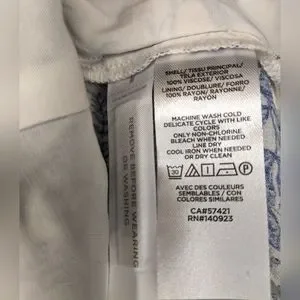 SHELL/ TISSU PRINCIPAL/
TELA EXTERIOR
100% VISCOSE/ VISCOSA
LINING/ DOUBLURE/ FORRO
100% RAYON/ RAYONNE/
RAYON
MACHINE WASH COLD
DELICATE CYCLE WITH LIKE
COLORS
ONLY NON-CHLORINE
BLEACH WHEN NEEDED.
LINE DRY
COOL IRON WHEN NEEDED
OR DRY CLEAN
30
P
AVEC DES COULEURS
SEMBLABLES / CON
COLORES SIMILARES
CA#57421
RN#140923
REMOVE BEFORE WEARING
OR WASHING